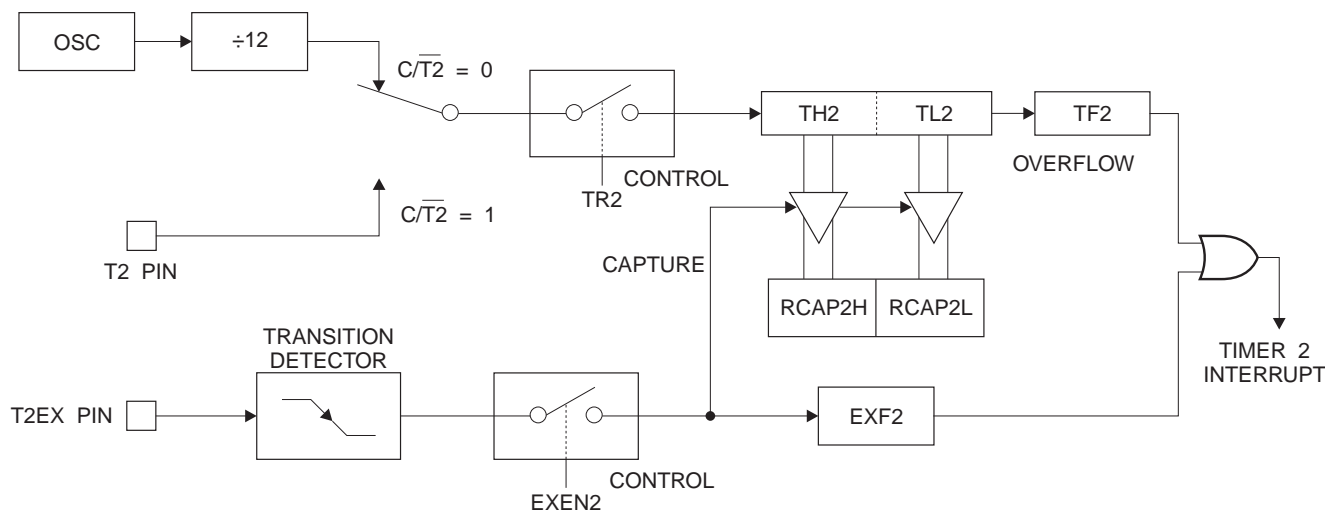 OSC
÷12
C/T2̅ = 0
TH2
TL2
TF2
OVERFLOW
CONTROL
TR2
C/T2̅ = 1
T2 PIN
CAPTURE
RCAP2H
RCAP2L
TRANSITION
DETECTOR
TIMER 2
INTERRUPT
T2EX PIN
EXF2
CONTROL
EXEN2